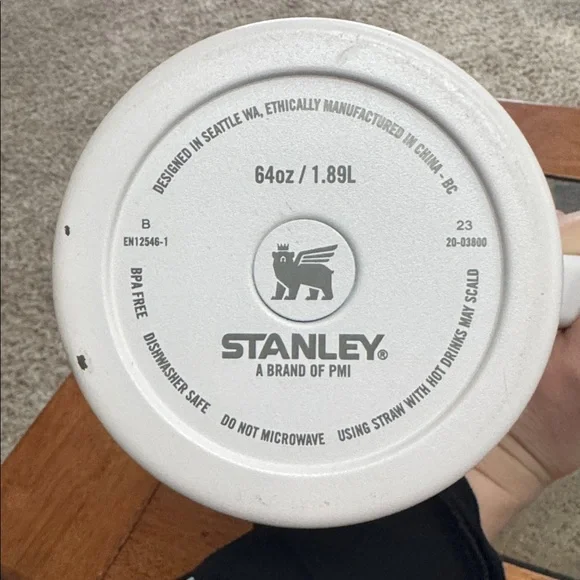 DESIGNED IN SEATTLE WA, ETHICALLY MANUFACTURED IN CHINA - BC
64oz / 1.89L
B
EN12546-1
23
20-03800
STANLEY®
A BRAND OF PMI
BPA FREE DISHWASHER SAFE DO NOT MICROWAVE USING STRAW WITH HOT DRINKS MAY SCALD